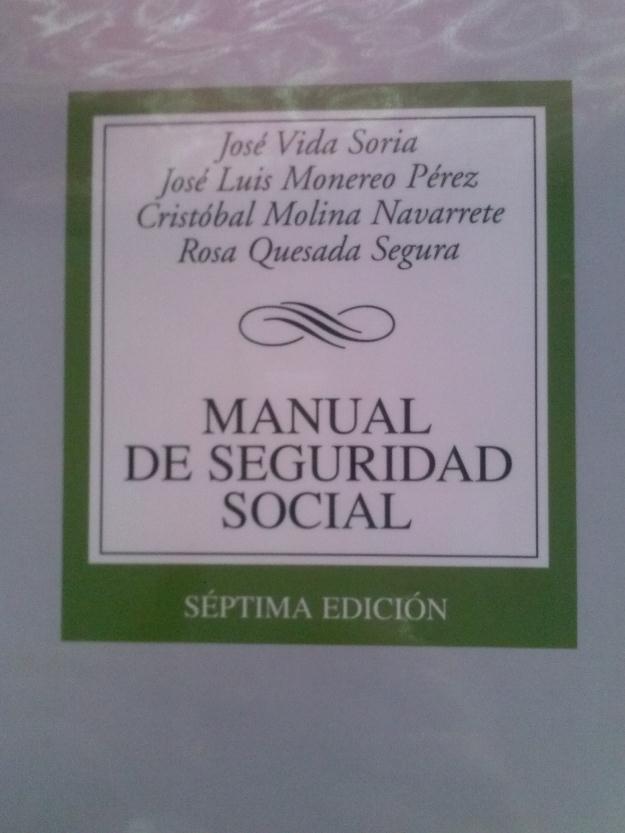 José Vida Soria
José Luis Monereo Pérez
Cristóbal Molina Navarrete
Rosa Quesada Segura
MANUAL
DE SEGURIDAD
SOCIAL
SÉPTIMA EDICIÓN